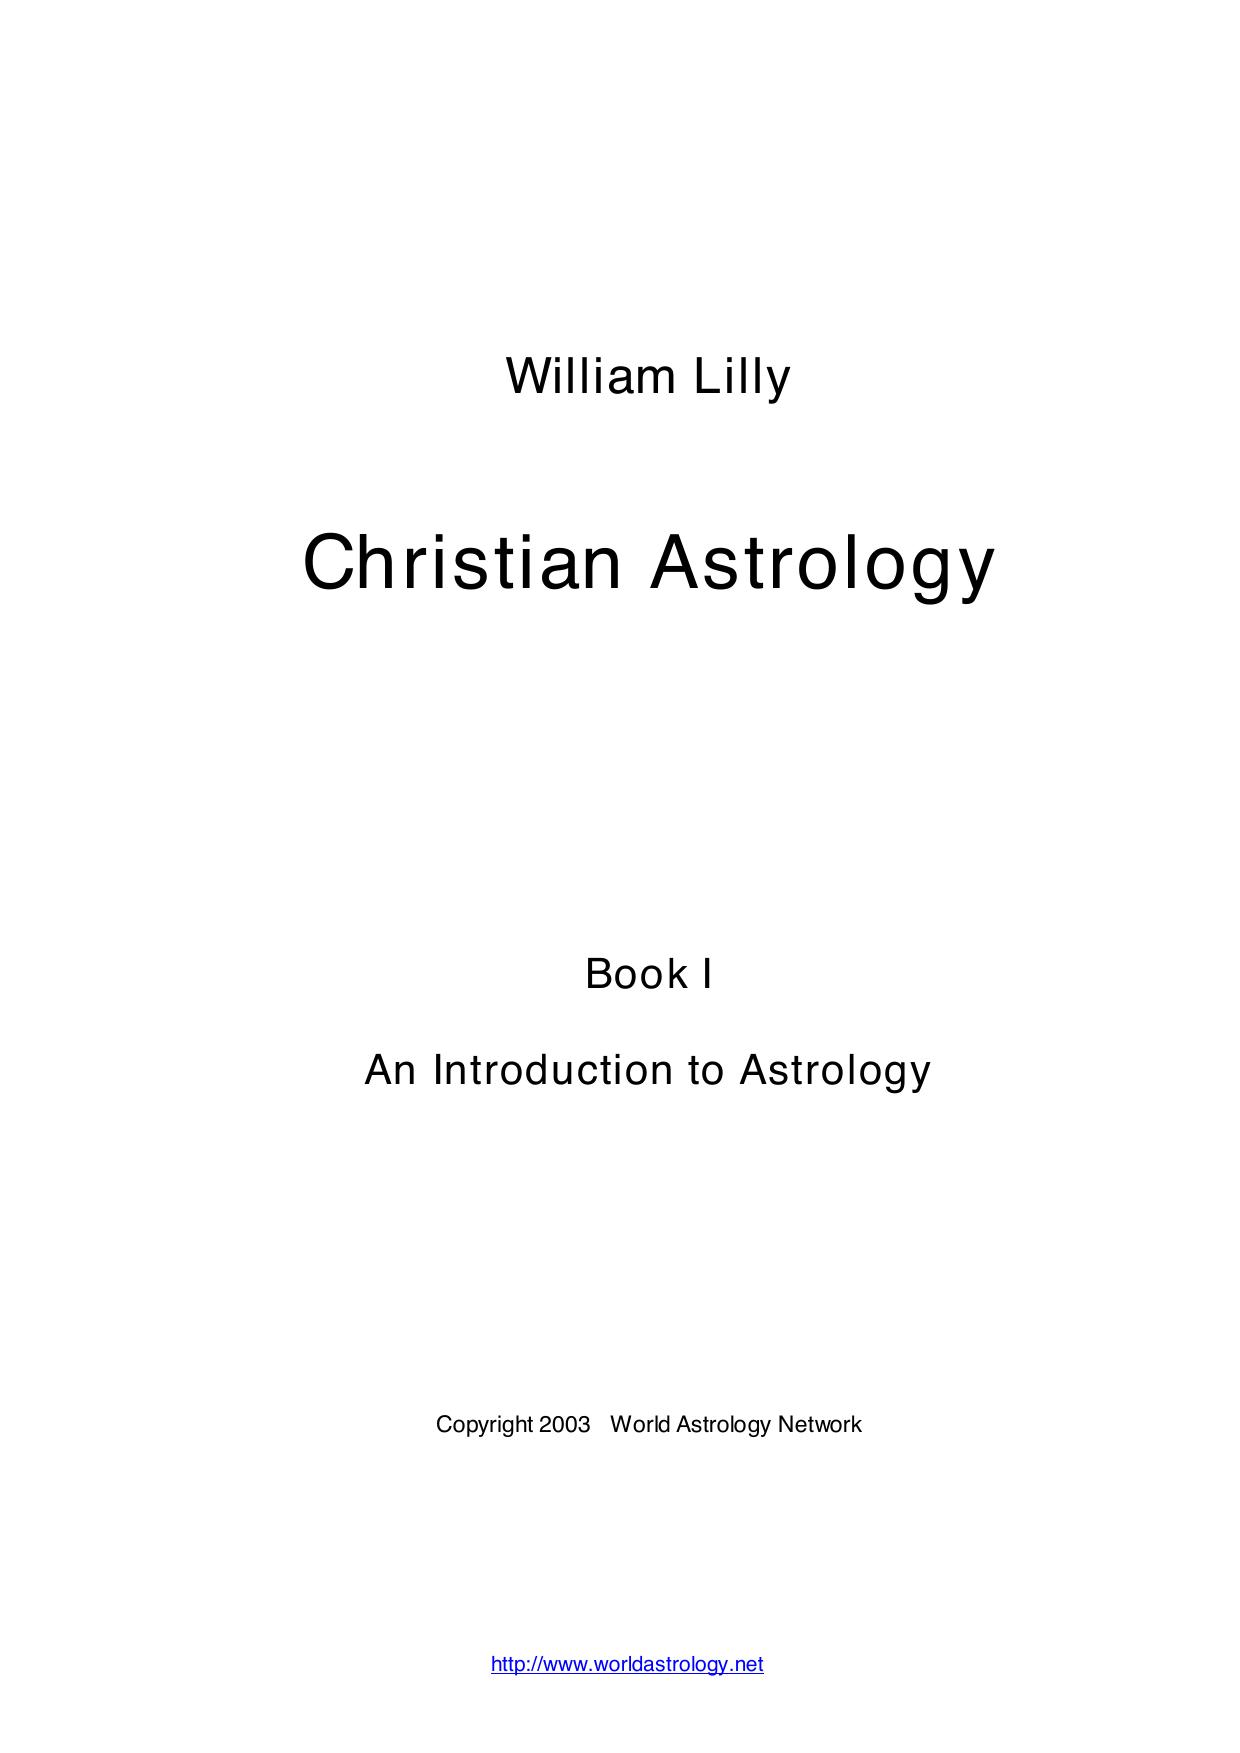 William Lilly
Christian Astrology
Book I
An Introduction to Astrology
Copyright 2003 World Astrology Network
http://www.worldastrology.net